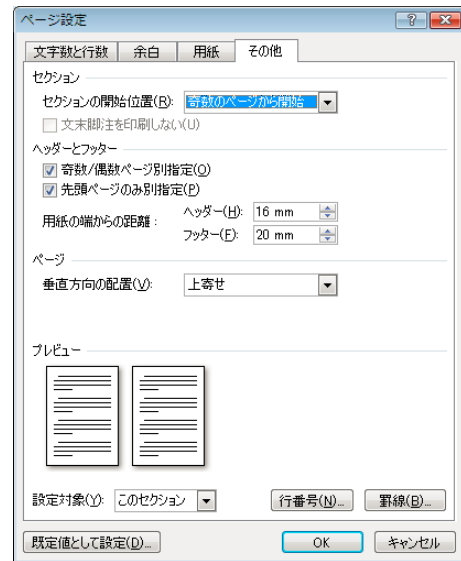 ページ設定
文字数と行数 余白 用紙 その他
セクション
セクションの開始位置(R): 奇数のページから開始
文末脚注を印刷しない(U)
ヘッダーとフッター
奇数/偶数ページ別指定(O)
先頭ページのみ別指定(P)
用紙の端からの距離: ヘッダー(H): 16 mm
フッター(F): 20 mm
ページ
垂直方向の配置(V): 上寄せ
プレビュー
設定対象(Y): このセクション 行番号(N)... 罫線(B)...
既定値として設定(D)... OK キャンセル